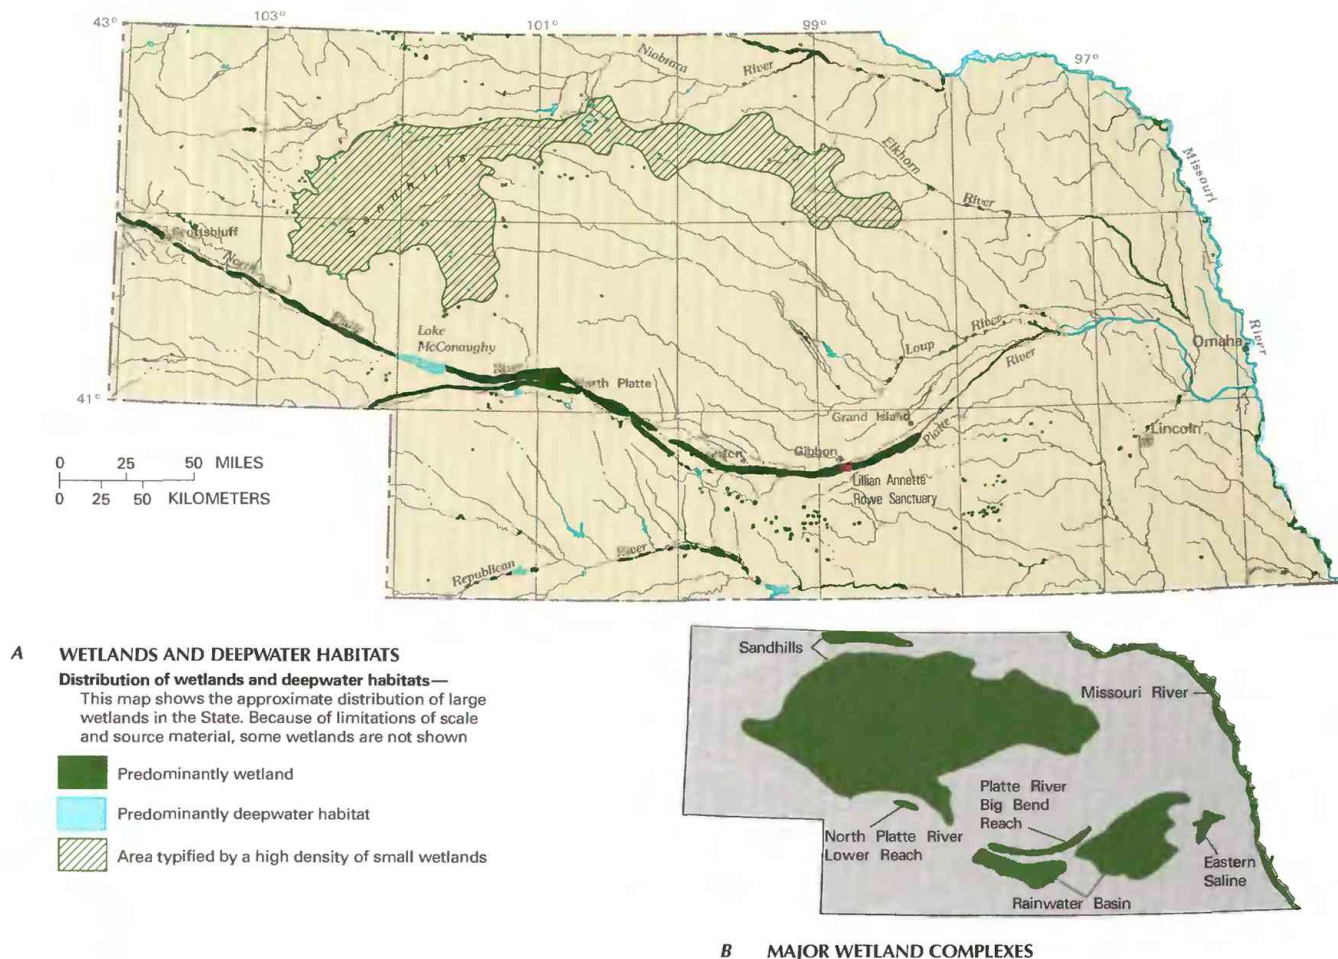 43°
103°
101°
99°
97°
Niobrara
River
Sandhills
Elkhorn
River
Missouri
River
Scottsbluff
North
Platte
Lake
McConaughy
River
North Platte
Loup
River
Platte
River
Omaha
41°
Grand Island
Gibbon
Lincoln
Lillian Annette
Rowe Sanctuary
Republican
River
0 25 50 MILES
0 25 50 KILOMETERS
A WETLANDS AND DEEPWATER HABITATS
Distribution of wetlands and deepwater habitats—
This map shows the approximate distribution of large
wetlands in the State. Because of limitations of scale
and source material, some wetlands are not shown
Predominantly wetland
Predominantly deepwater habitat
Area typified by a high density of small wetlands
Sandhills
Missouri River
Platte River
Big Bend
Reach
North Platte River
Lower Reach
Eastern
Saline
Rainwater Basin
B MAJOR WETLAND COMPLEXES